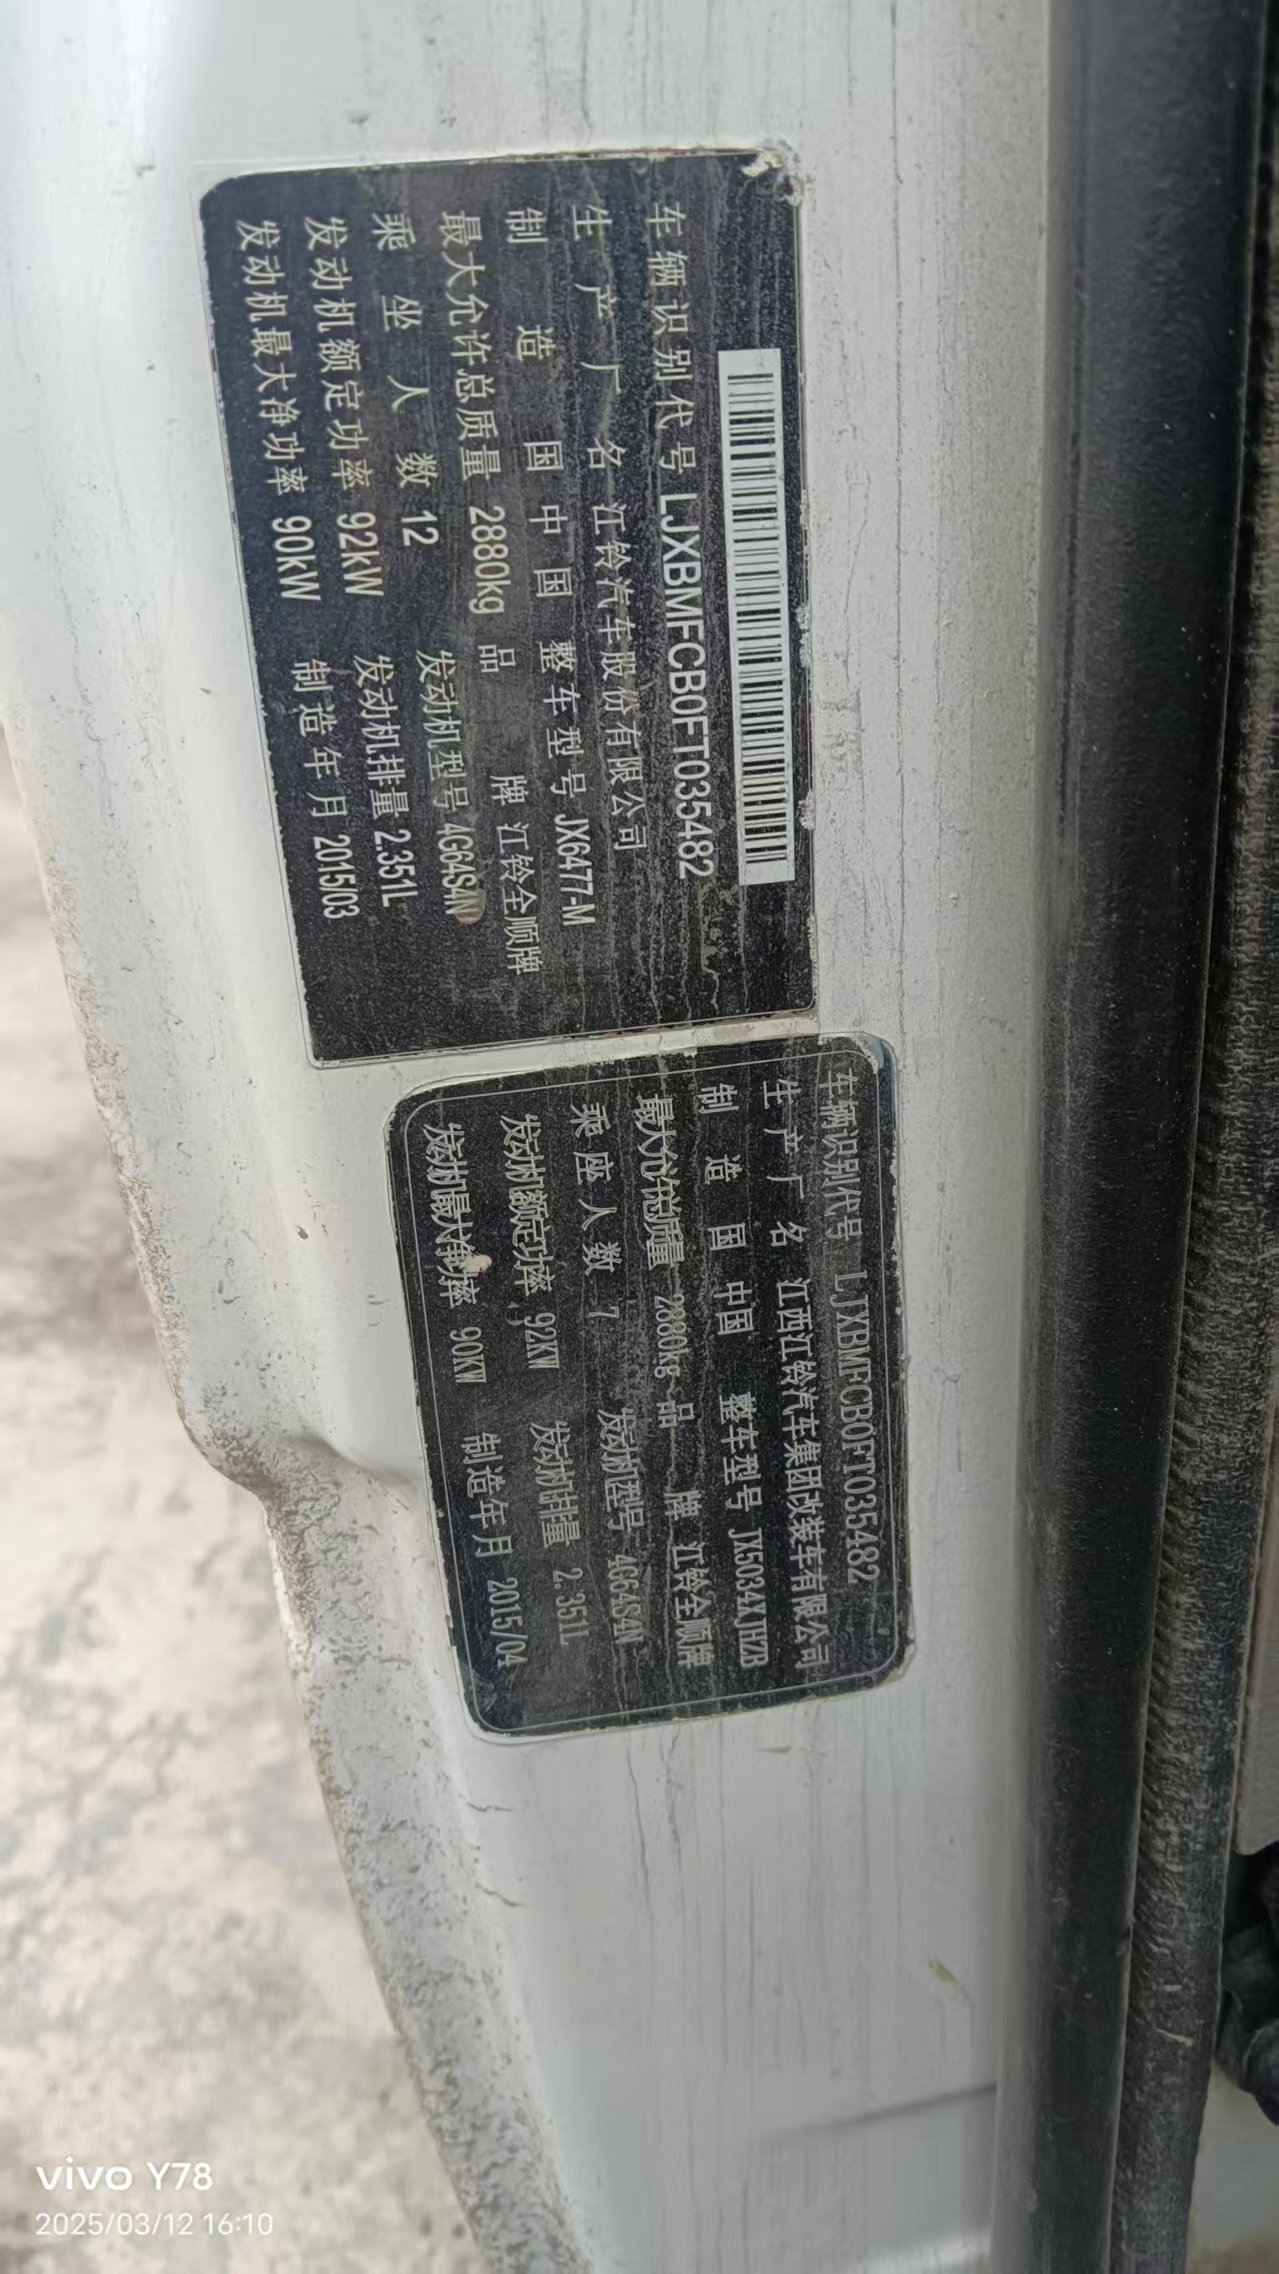 车辆识别代号 LJXBMFCB0FT035482
生产厂名 江铃汽车股份有限公司
制造国 中国 整车型号 JX6477-M
最大允许总质量 2880kg 品牌 江铃全顺牌
乘坐人数 12 发动机型号 4G64S4N
发动机额定功率 92kW 发动机排量 2.351L
发动机最大净功率 90kW 制造年月 2015/03
车辆识别代号 LJXBMFCB0FT035482
生产厂名 江西江铃汽车集团改装车有限公司
制造国 中国 整车型号 JX5034XJHZB
最大允许总质量 2880kg 品牌 江铃全顺牌
乘座人数 7 发动机型号 4G64S4N
发动机额定功率 92KW 发动机排量 2.351L
发动机最大净功率 90KW 制造年月 2015/04
vivo Y78
2025/03/12 16:10